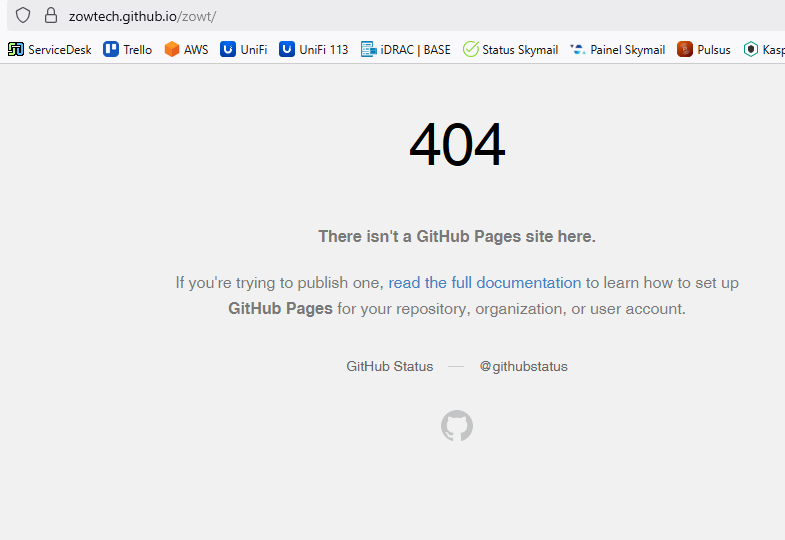 zowtech.github.io/zowt/
ServiceDesk Trello AWS UniFi UniFi 113 iDRAC | BASE Status Skymail Painel Skymail Pulsus Kasp
404
There isn't a GitHub Pages site here.
If you're trying to publish one, read the full documentation to learn how to set up
GitHub Pages for your repository, organization, or user account.
GitHub Status — @githubstatus